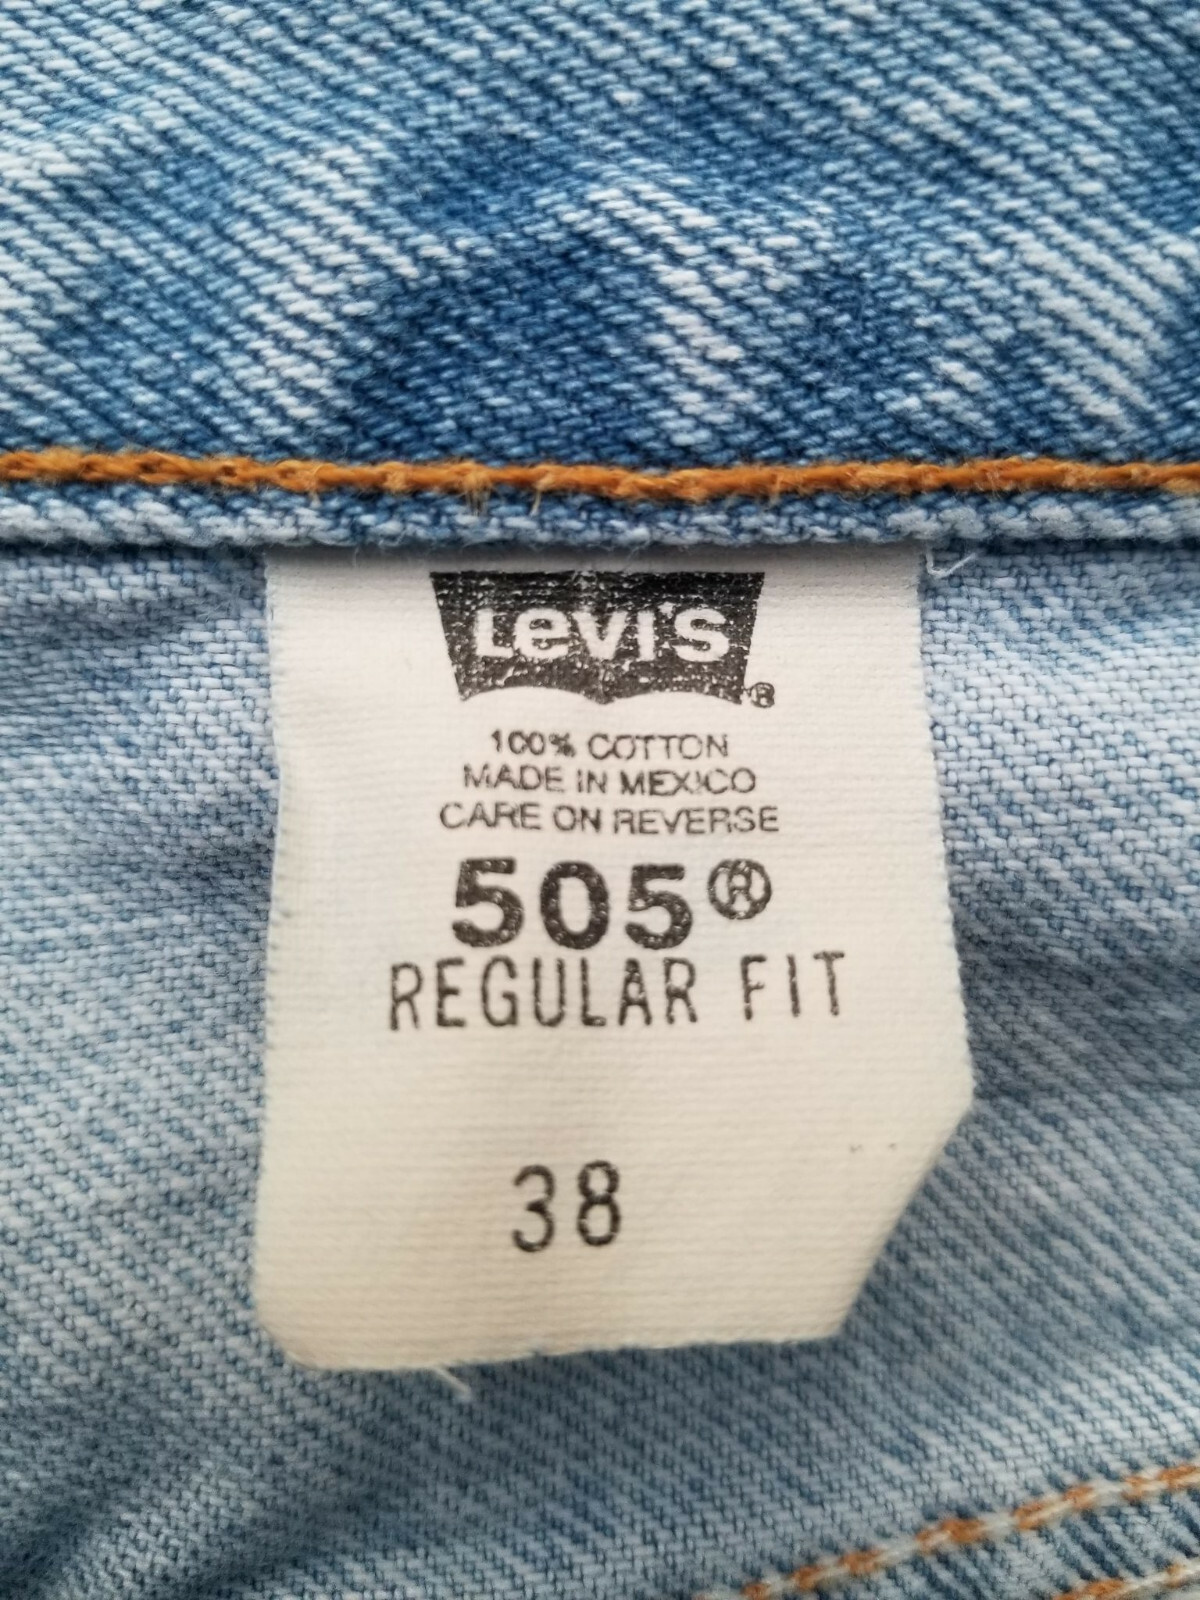 Levi's®
100% COTTON
MADE IN MEXICO
CARE ON REVERSE
505®
REGULAR FIT
38